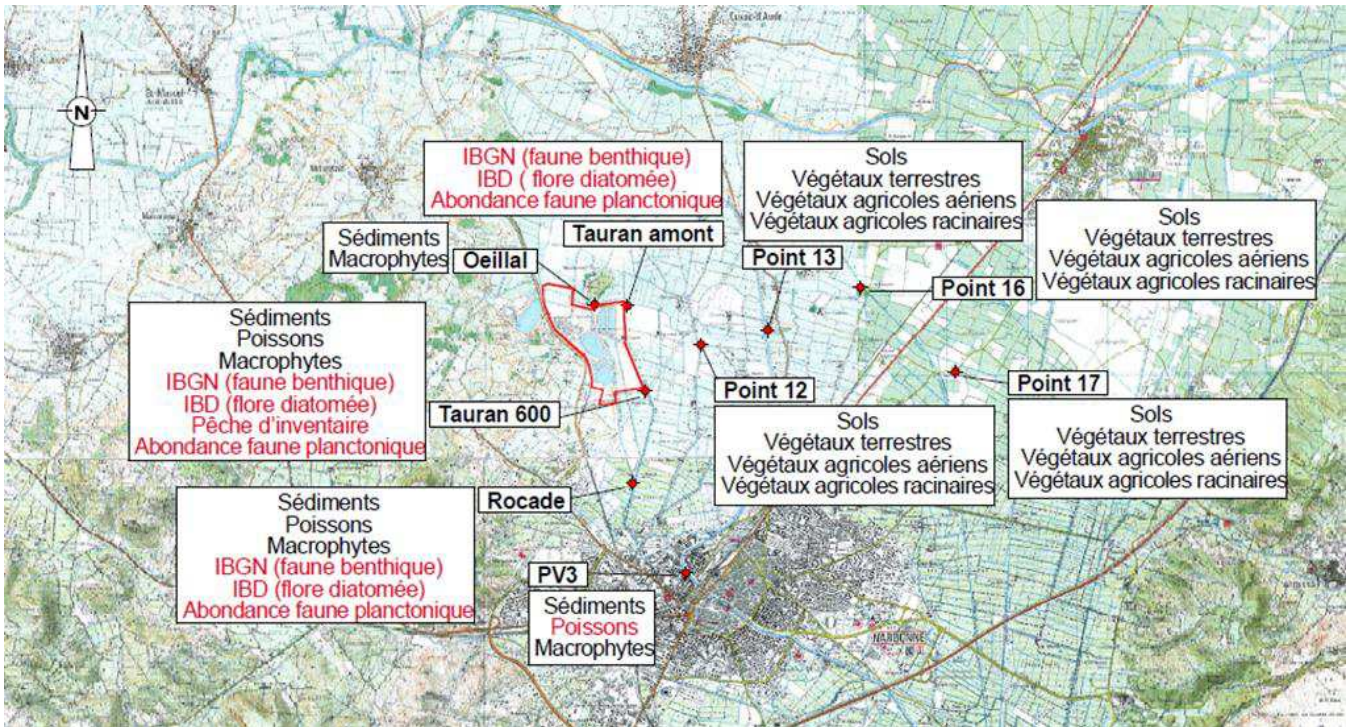 Cuxac-d'Aude
N
IBGN (faune benthique)
IBD ( flore diatomée)
Abondance faune planctonique
Sols
Végétaux terrestres
Végétaux agricoles aériens
Végétaux agricoles racinaires
Sols
Végétaux terrestres
Végétaux agricoles aériens
Végétaux agricoles racinaires
Sédiments
Macrophytes
Oeillal
Tauran amont
Point 13
Point 16
Sédiments
Poissons
Macrophytes
IBGN (faune benthique)
IBD (flore diatomée)
Pêche d'inventaire
Abondance faune planctonique
Tauran 600
Point 12
Point 17
Sols
Végétaux terrestres
Végétaux agricoles aériens
Végétaux agricoles racinaires
Sols
Végétaux terrestres
Végétaux agricoles aériens
Végétaux agricoles racinaires
Rocade
Sédiments
Poissons
Macrophytes
IBGN (faune benthique)
IBD (flore diatomée)
Abondance faune planctonique
PV3
Sédiments
Poissons
Macrophytes
NARBONNE